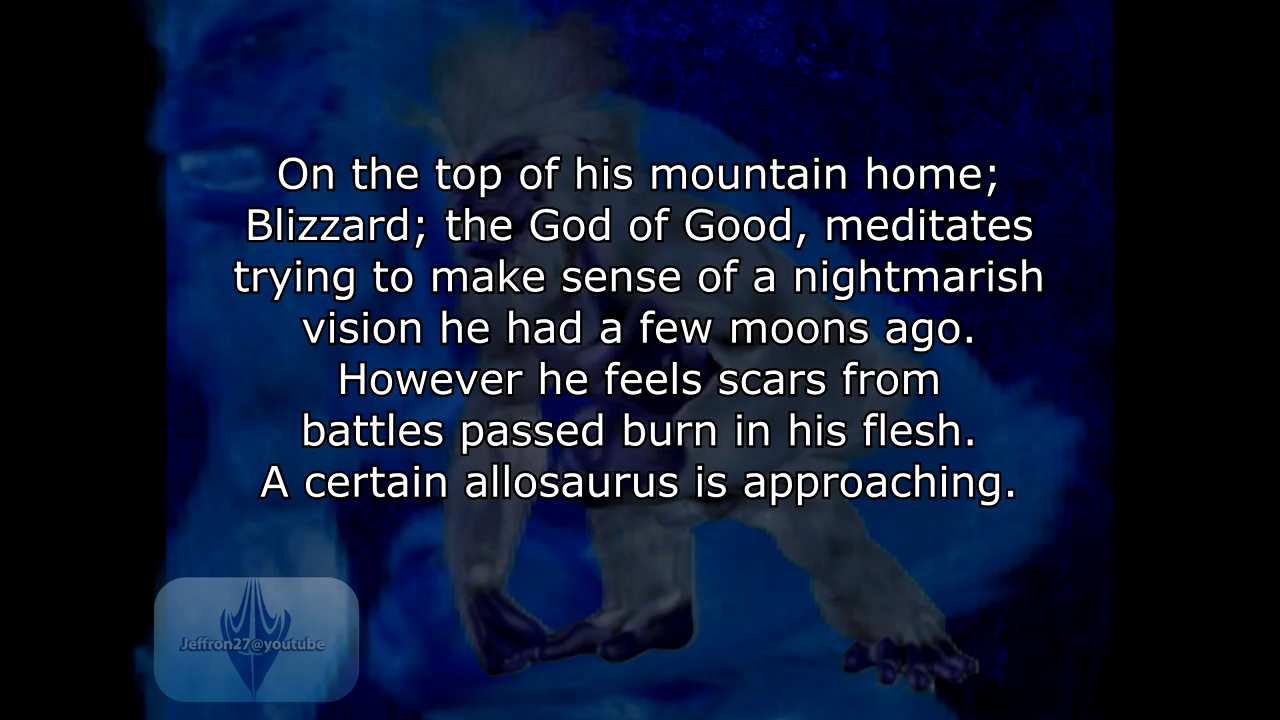 On the top of his mountain home;
Blizzard; the God of Good, meditates
trying to make sense of a nightmarish
vision he had a few moons ago.
However he feels scars from
battles passed burn in his flesh.
A certain allosaurus is approaching.
Jeffron27@youtube